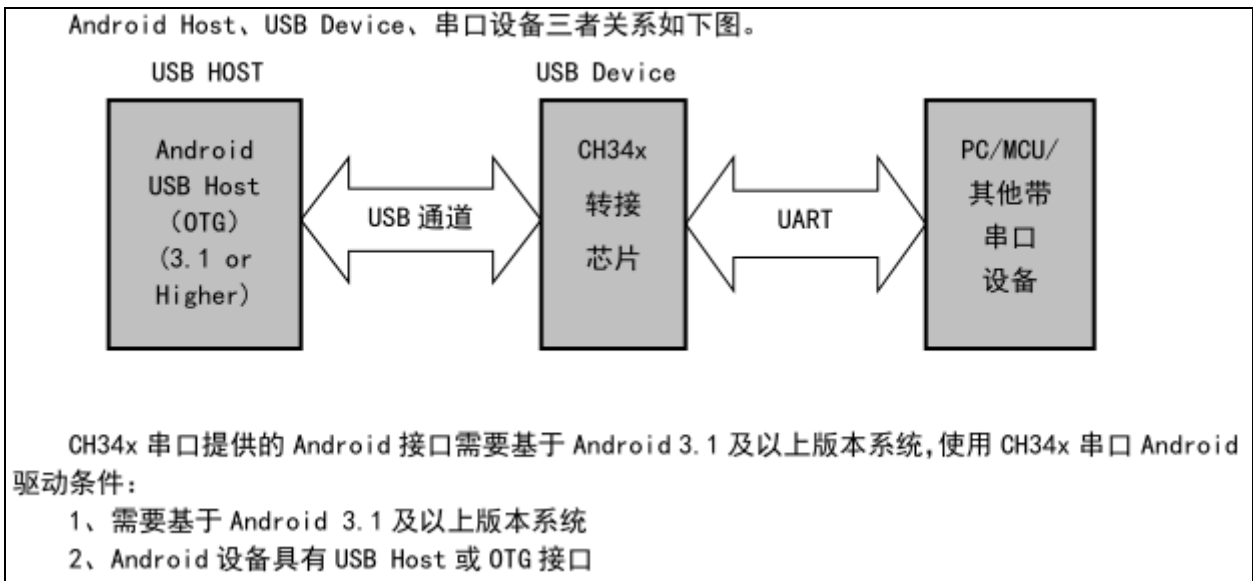 Android Host、USB Device、串口设备三者关系如下图。
USB HOST
USB Device
Android
USB Host
(OTG)
(3.1 or
Higher)
USB 通道
CH34x
转接
芯片
UART
PC/MCU/
其他带
串口
设备
CH34x 串口提供的 Android 接口需要基于 Android 3.1 及以上版本系统,使用 CH34x 串口 Android
驱动条件:
1、需要基于 Android 3.1 及以上版本系统
2、Android 设备具有 USB Host 或 OTG 接口